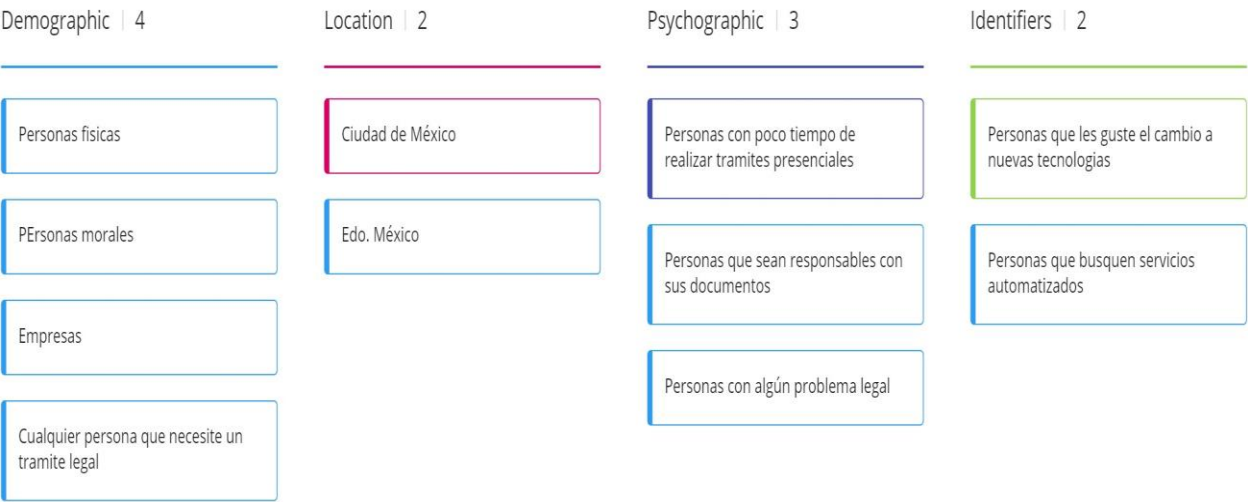 Demographic | 4
Personas fisicas
PErsonas morales
Empresas
Cualquier persona que necesite un
tramite legal
Location | 2
Ciudad de México
Edo. México
Psychographic | 3
Personas con poco tiempo de
realizar tramites presenciales
Personas que sean responsables con
sus documentos
Personas con algún problema legal
Identifiers | 2
Personas que les guste el cambio a
nuevas tecnologias
Personas que busquen servicios
automatizados